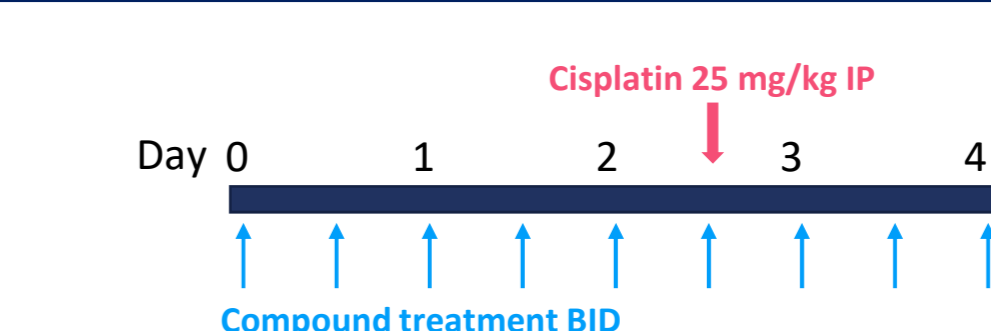 Cisplatin 25 mg/kg IP
Day 0 1 2 3 4
Compound treatment BID